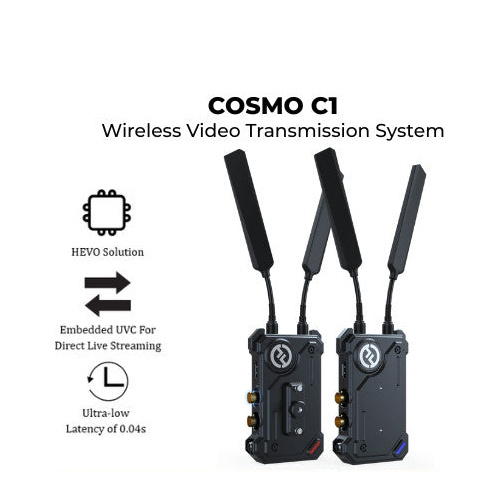 COSMO C1
Wireless Video Transmission System
HEVO Solution
Embedded UVC For
Direct Live Streaming
Ultra-low
Latency of 0.04s